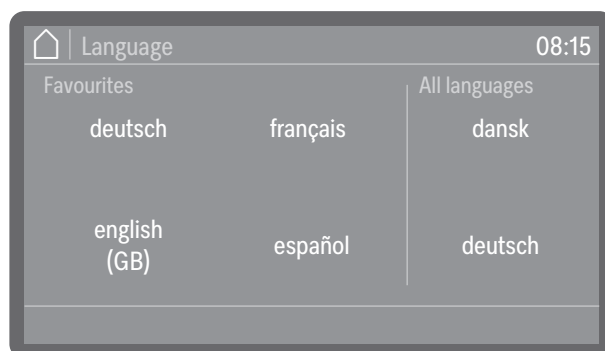 Language
08:15
Favourites
All languages
deutsch
français
dansk
english
(GB)
español
deutsch